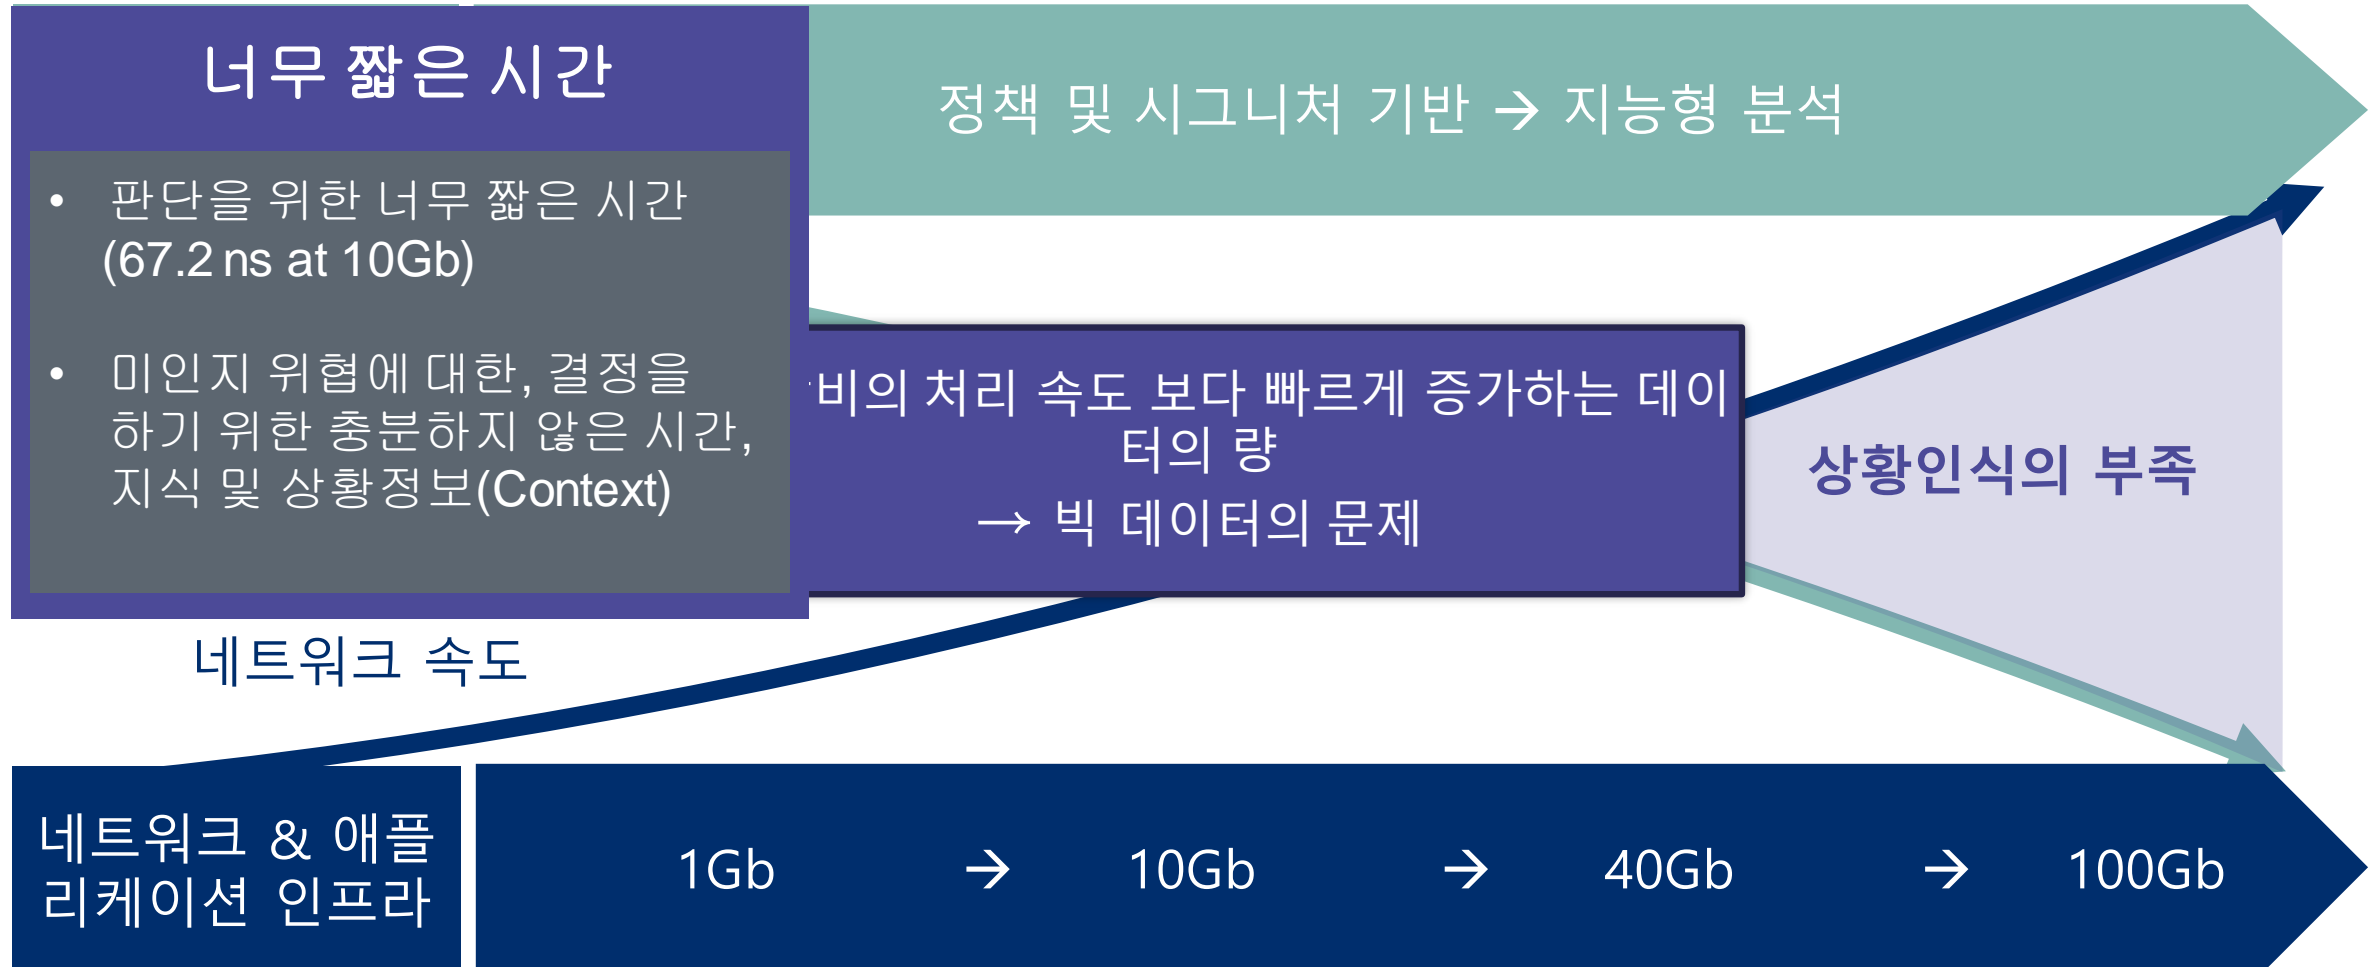 너무 짧은 시간
정책 및 시그니처 기반 → 지능형 분석
• 판단을 위한 너무 짧은 시간
(67.2 ns at 10Gb)
• 미인지 위협에 대한, 결정을
하기 위한 충분하지 않은 시간,
지식 및 상황정보(Context)
비의 처리 속도 보다 빠르게 증가하는 데이
터의 량
→ 빅 데이터의 문제
상황인식의 부족
네트워크 속도
네트워크 & 애플
리케이션 인프라
1Gb → 10Gb → 40Gb → 100Gb